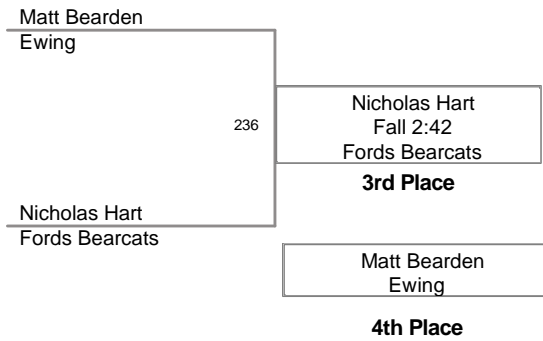 Matt Bearden
Ewing
236
Nicholas Hart
Fall 2:42
Fords Bearcats
3rd Place
Nicholas Hart
Fords Bearcats
Matt Bearden
Ewing
4th Place